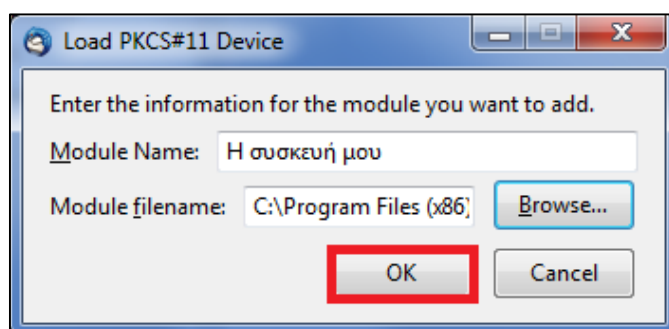 Load PKCS#11 Device
Enter the information for the module you want to add.
Module Name: Η συσκευή μου
Module filename: C:\Program Files (x86) Browse...
OK Cancel